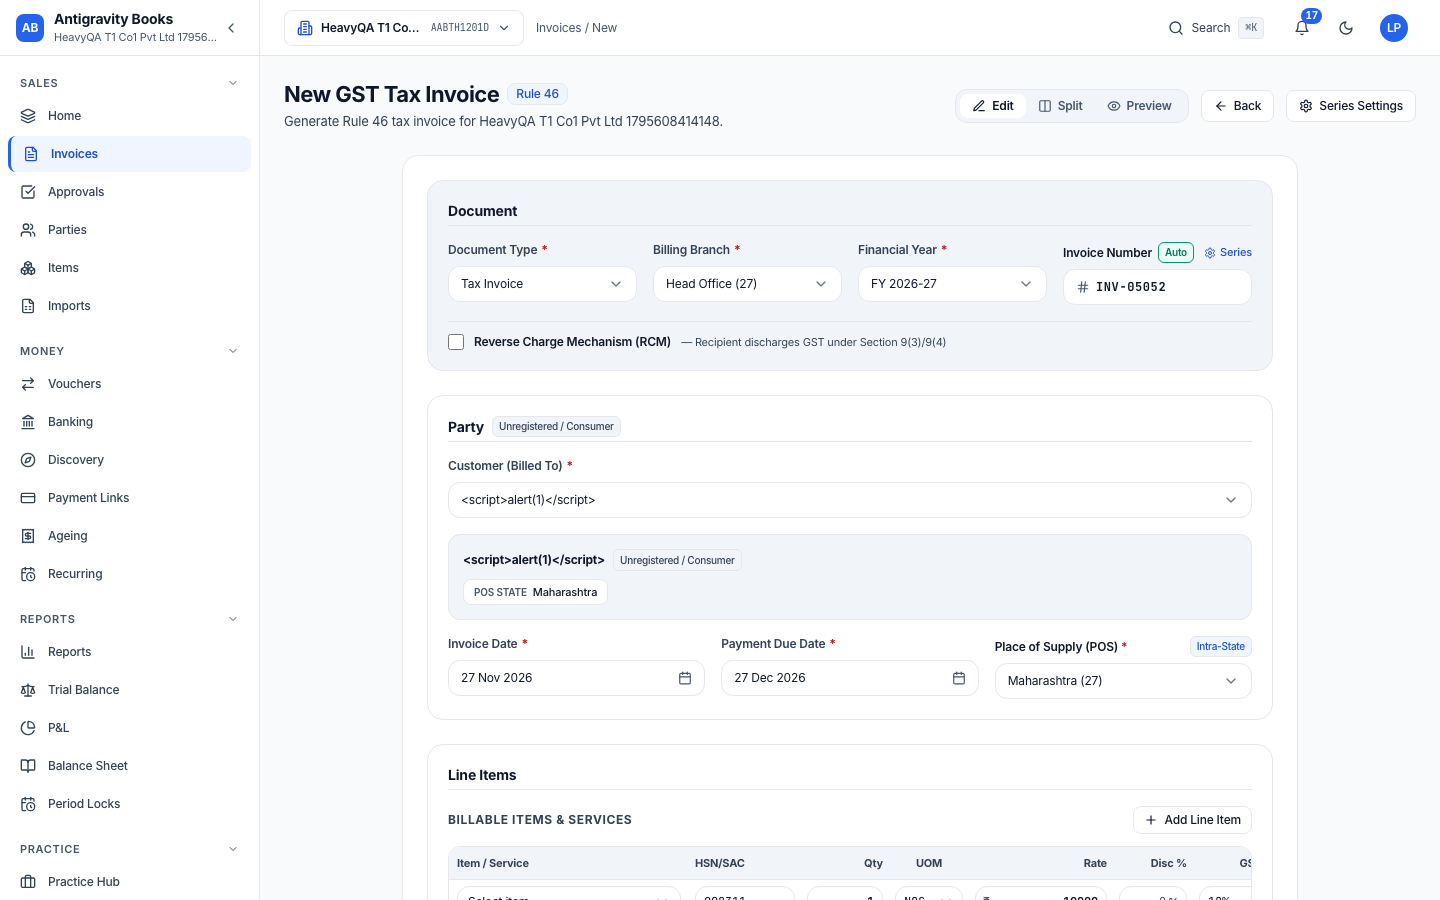 AB
Antigravity Books
HeavyQA T1 Co1 Pvt Ltd 17956...
HeavyQA T1 Co... AABTH1201D
Invoices / New
Search ⌘K
17
LP
SALES
Home
Invoices
Approvals
Parties
Items
Imports
MONEY
Vouchers
Banking
Discovery
Payment Links
Ageing
Recurring
REPORTS
Reports
Trial Balance
P&L
Balance Sheet
Period Locks
PRACTICE
Practice Hub
New GST Tax Invoice Rule 46
Generate Rule 46 tax invoice for HeavyQA T1 Co1 Pvt Ltd 1795608414148.
Edit Split Preview
Back
Series Settings
Document
Document Type * Billing Branch * Financial Year * Invoice Number Auto Series
Tax Invoice Head Office (27) FY 2026-27 # INV-05052
Reverse Charge Mechanism (RCM) — Recipient discharges GST under Section 9(3)/9(4)
Party Unregistered / Consumer
Customer (Billed To) *
<script>alert(1)</script>
<script>alert(1)</script> Unregistered / Consumer
POS STATE Maharashtra
Invoice Date * Payment Due Date * Place of Supply (POS) * Intra-State
27 Nov 2026 27 Dec 2026 Maharashtra (27)
Line Items
BILLABLE ITEMS & SERVICES
Add Line Item
Item / Service HSN/SAC Qty UOM Rate Disc %